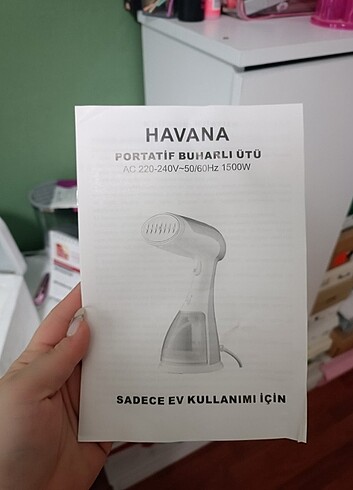 HAVANA
PORTATİF BUHARLI ÜTÜ
AC 220-240V~50/60Hz 1500W
SADECE EV KULLANIMI İÇİN